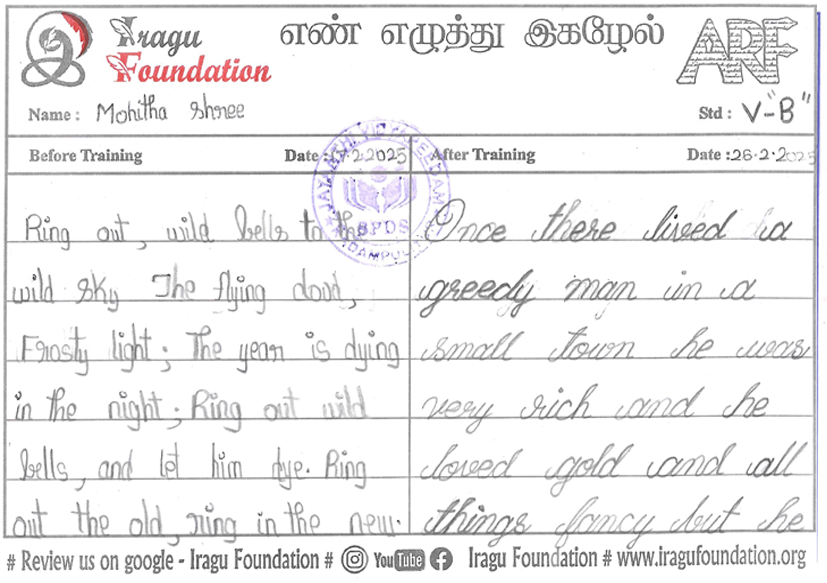 Iragu Foundation
எண் எழுத்து இகழேல்
ARF
Name : Mohitha Shree
Std : V-"B"
Before Training Date :17.2.2025
After Training Date :26.2.2025
Ring out, wild bells to the
wild sky The flying cloud,
Frosty light; The year is dying
in the night; Ring out wild
bells, and let him dye. Ring
out the old, ring in the new.
Once there lived a
greedy man in a
small town he was
very rich and he
loved gold and all
things fancy but he
SPDS
# Review us on google - Iragu Foundation # YouTube Iragu Foundation # www.iragufoundation.org